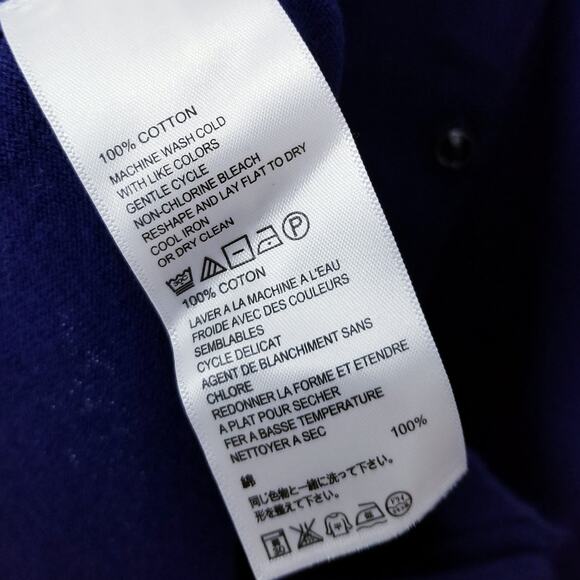 100% COTTON
MACHINE WASH COLD
WITH LIKE COLORS
GENTLE CYCLE
NON-CHLORINE BLEACH
RESHAPE AND LAY FLAT TO DRY
COOL IRON
OR DRY CLEAN
P
100% COTON
LAVER A LA MACHINE A L'EAU
FROIDE AVEC DES COULEURS
SEMBLABLES
CYCLE DELICAT
AGENT DE BLANCHIMENT SANS
CHLORE
REDONNER LA FORME ET ETENDRE
A PLAT POUR SECHER
FER A BASSE TEMPERATURE
NETTOYER A SEC
綿 100%
同じ色物と一緒に洗って下さい。
形を整えて下さい。